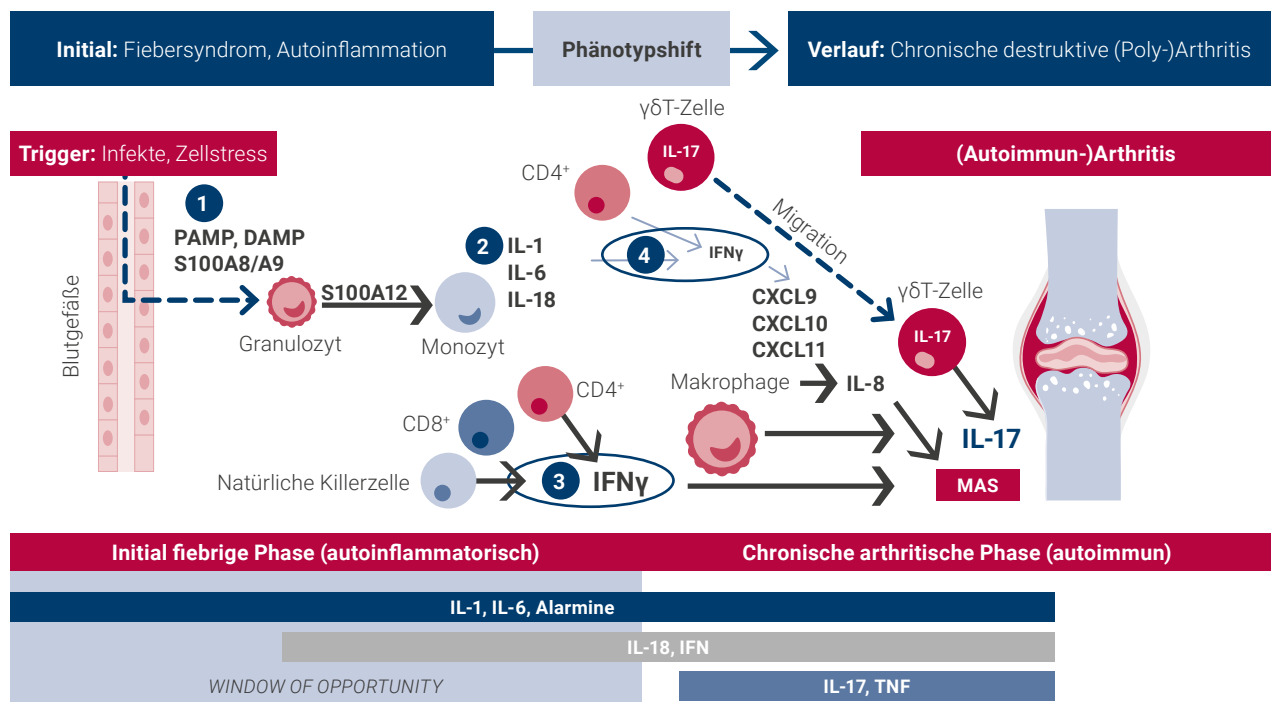 Initial: Fiebersyndrom, Autoinflammation
Phänotypshift
Verlauf: Chronische destruktive (Poly-)Arthritis
Trigger: Infekte, Zellstress
γδT-Zelle
IL-17
(Autoimmun-)Arthritis
CD4⁺
1
PAMP, DAMP
S100A8/A9
Blutgefäße
S100A12
Granulozyt
2
IL-1
IL-6
IL-18
Monozyt
4
IFNγ
Migration
CXCL9
CXCL10
CXCL11
γδT-Zelle
IL-17
Makrophage
IL-8
IL-17
MAS
CD4⁺
CD8⁺
Natürliche Killerzelle
3
IFNγ
Initial fiebrige Phase (autoinflammatorisch)
Chronische arthritische Phase (autoimmun)
IL-1, IL-6, Alarmine
IL-18, IFN
WINDOW OF OPPORTUNITY
IL-17, TNF